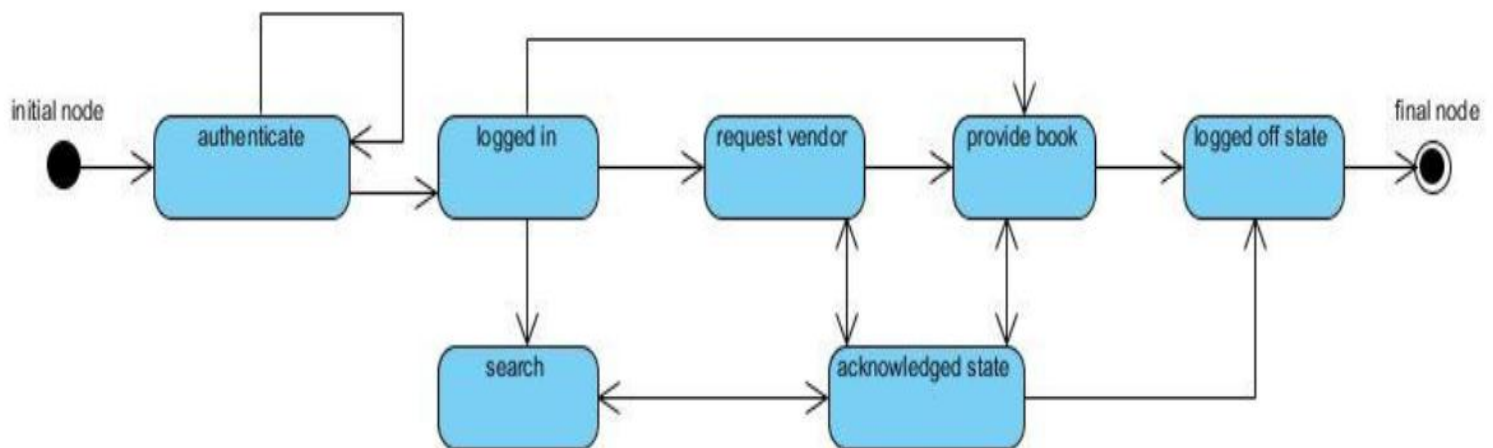 initial node
authenticate
logged in
request vendor
provide book
logged off state
final node
search
acknowledged state